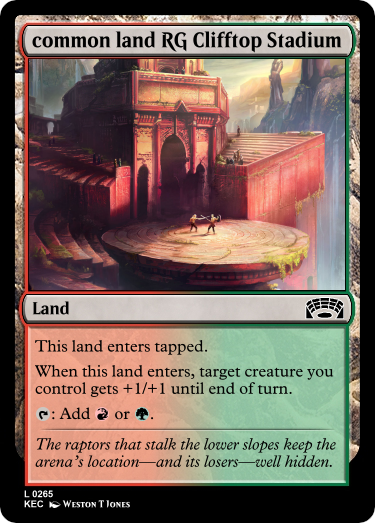 common land RG Clifftop Stadium
Land
This land enters tapped.
When this land enters, target creature you
control gets +1/+1 until end of turn.
: Add or .
The raptors that stalk the lower slopes keep the
arena's location—and its losers—well hidden.
L 0265
KEC Weston T Jones